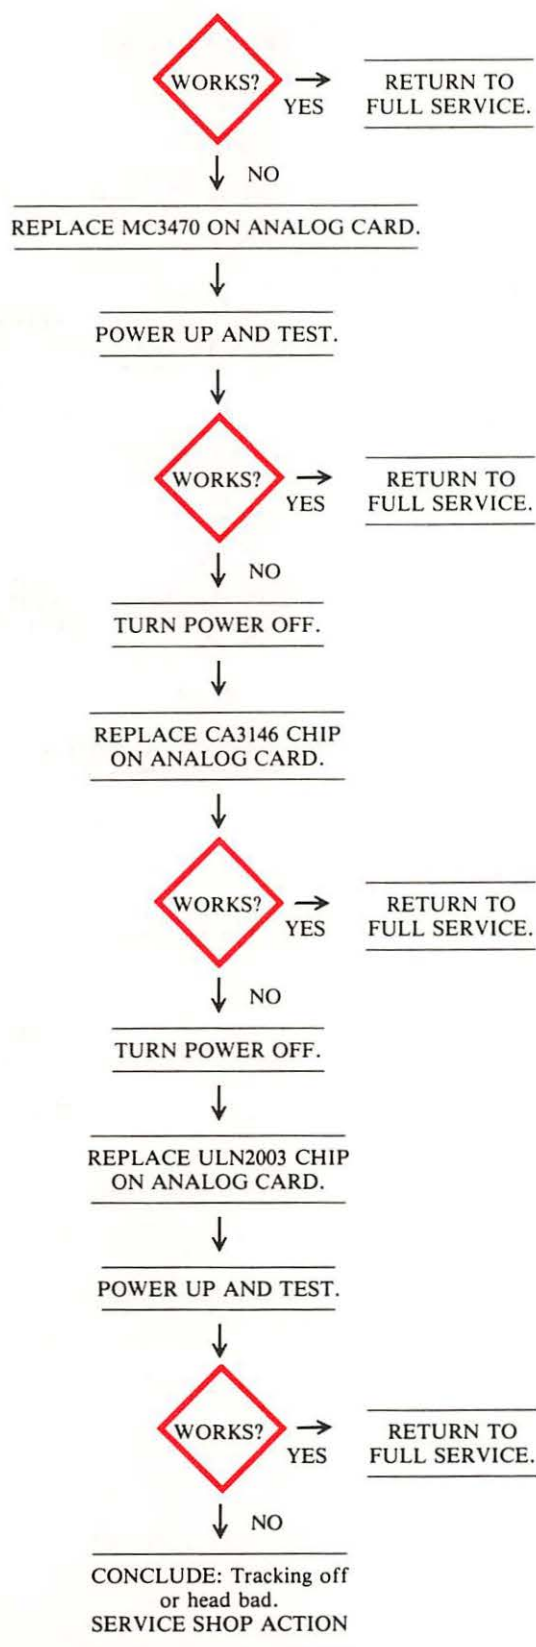 WORKS?
YES
RETURN TO
FULL SERVICE.
NO
REPLACE MC3470 ON ANALOG CARD.
POWER UP AND TEST.
WORKS?
YES
RETURN TO
FULL SERVICE.
NO
TURN POWER OFF.
REPLACE CA3146 CHIP
ON ANALOG CARD.
WORKS?
YES
RETURN TO
FULL SERVICE.
NO
TURN POWER OFF.
REPLACE ULN2003 CHIP
ON ANALOG CARD.
POWER UP AND TEST.
WORKS?
YES
RETURN TO
FULL SERVICE.
NO
CONCLUDE: Tracking off
or head bad.
SERVICE SHOP ACTION